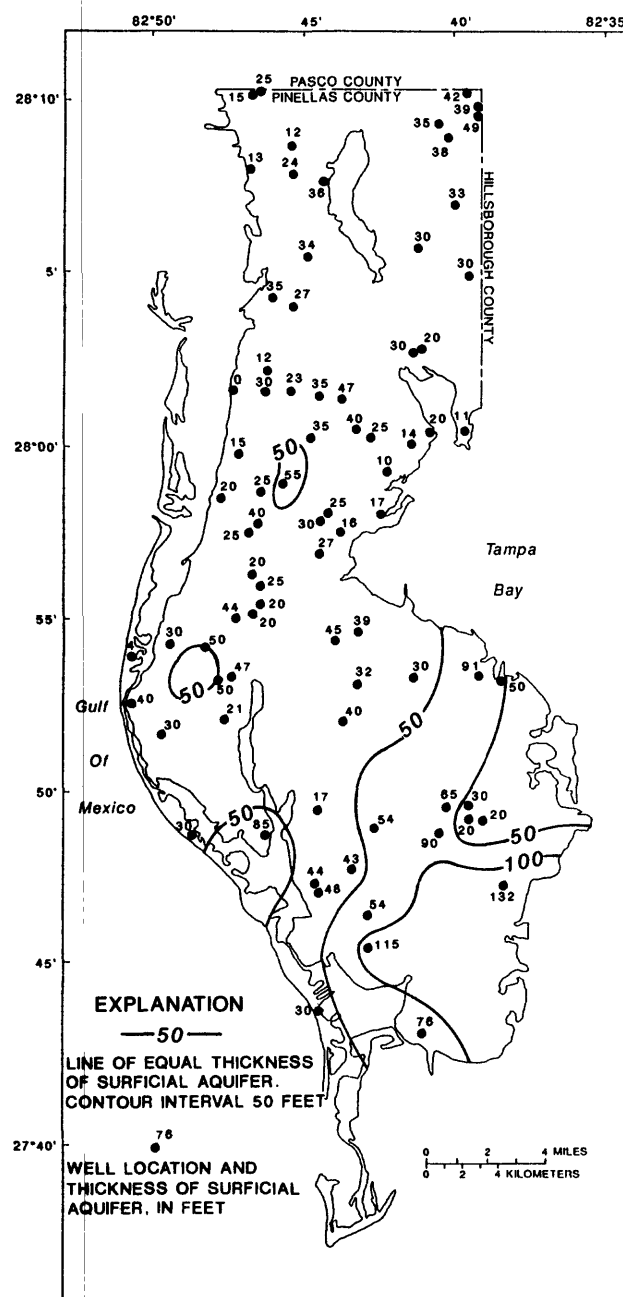 82°50' 45' 40' 82°35'
25 PASCO COUNTY 42
28°10' 15 PINELLAS COUNTY 39
35 49
12 38
13 24
36
HILLSBOROUGH COUNTY
33
34 30
5' 30
35 27
30 20
12
0 30 23 35 47
35 40 25 14 20 11
28°00'
15 50
10
20 25 55
40 25 17
25 30 16
27
Tampa
Bay
20
25
20
44 20
55' 39
30 50 45
4
47 32 30 91 50
50 50
40 21 40 50
Gulf 30
Of
Mexico
50' 17 65 30
50 54 20 20
30 85 90 50
100
44 43
48 132
54
45' 115
EXPLANATION
50
30 76
LINE OF EQUAL THICKNESS
OF SURFICIAL AQUIFER.
CONTOUR INTERVAL 50 FEET
27°40' 76
0 2 4 MILES
0 2 4 KILOMETERS
WELL LOCATION AND
THICKNESS OF SURFICIAL
AQUIFER, IN FEET